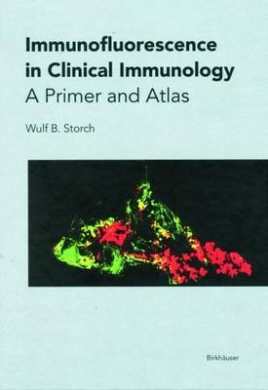 Immunofluorescence
in Clinical Immunology
A Primer and Atlas
Wulf B. Storch
Birkhäuser